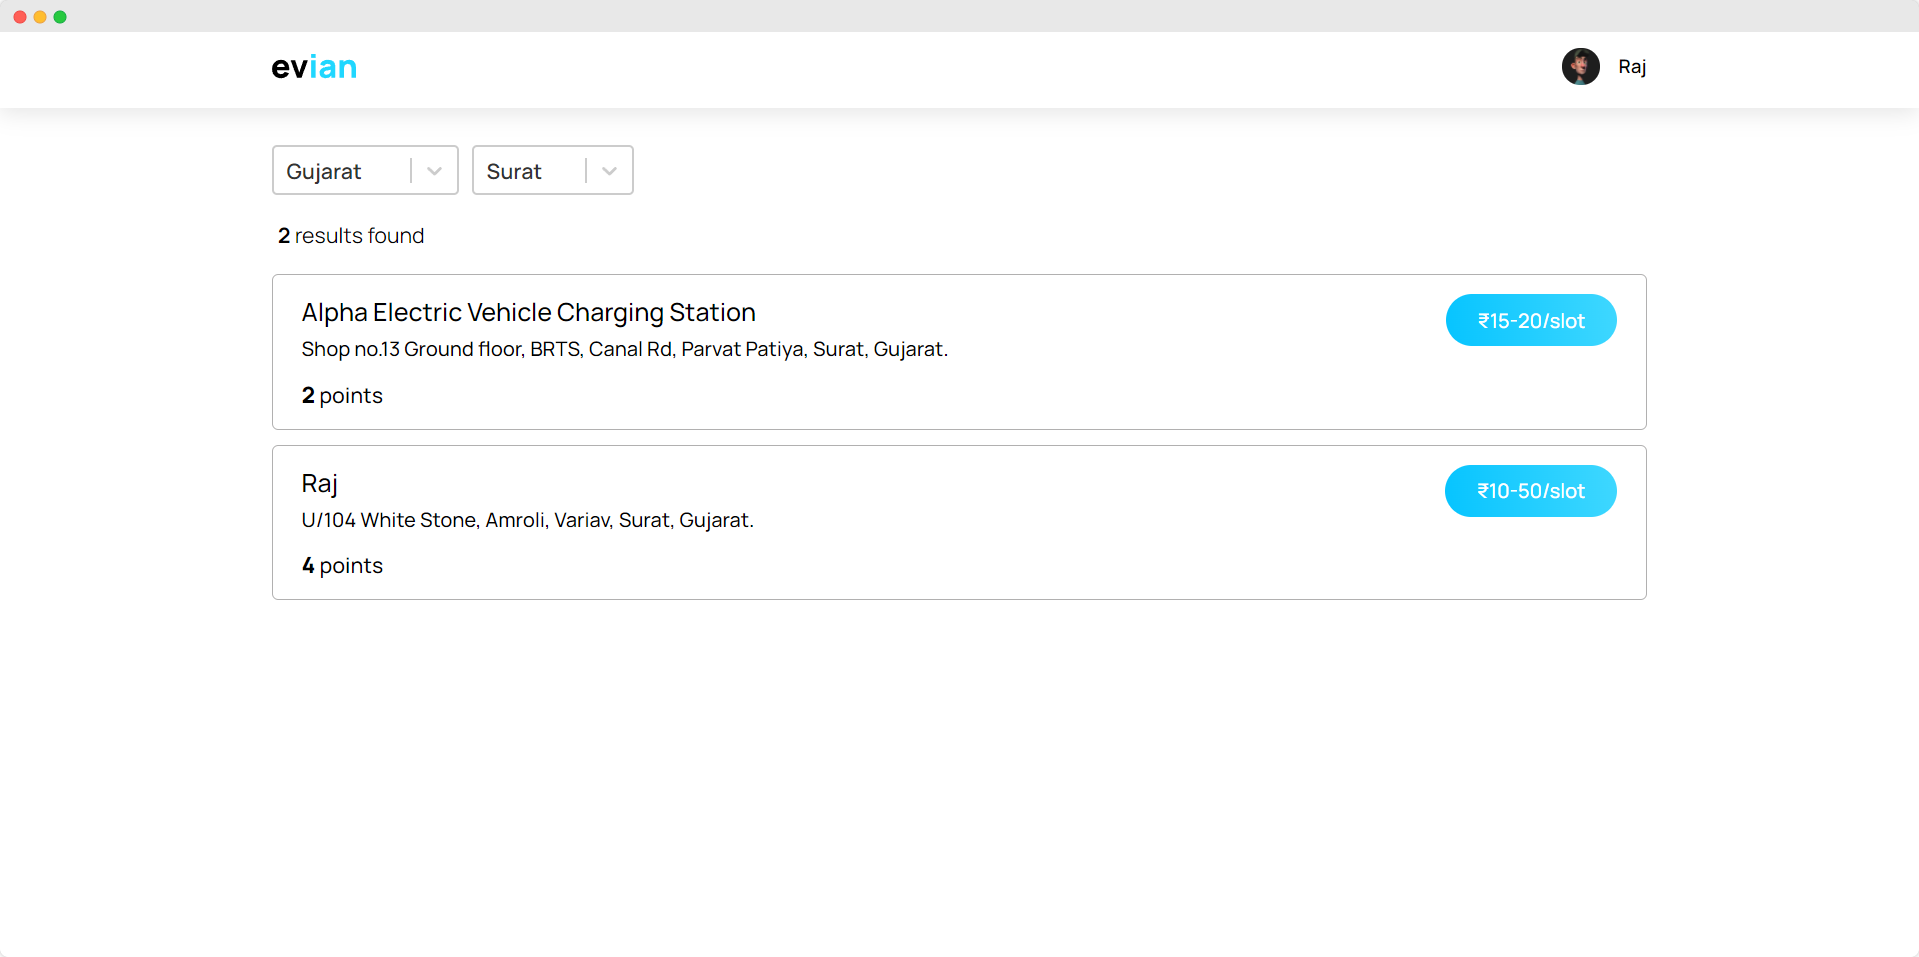 evian
Raj
Gujarat
Surat
2 results found
Alpha Electric Vehicle Charging Station
₹15-20/slot
Shop no.13 Ground floor, BRTS, Canal Rd, Parvat Patiya, Surat, Gujarat.
2 points
Raj
₹10-50/slot
U/104 White Stone, Amroli, Variav, Surat, Gujarat.
4 points